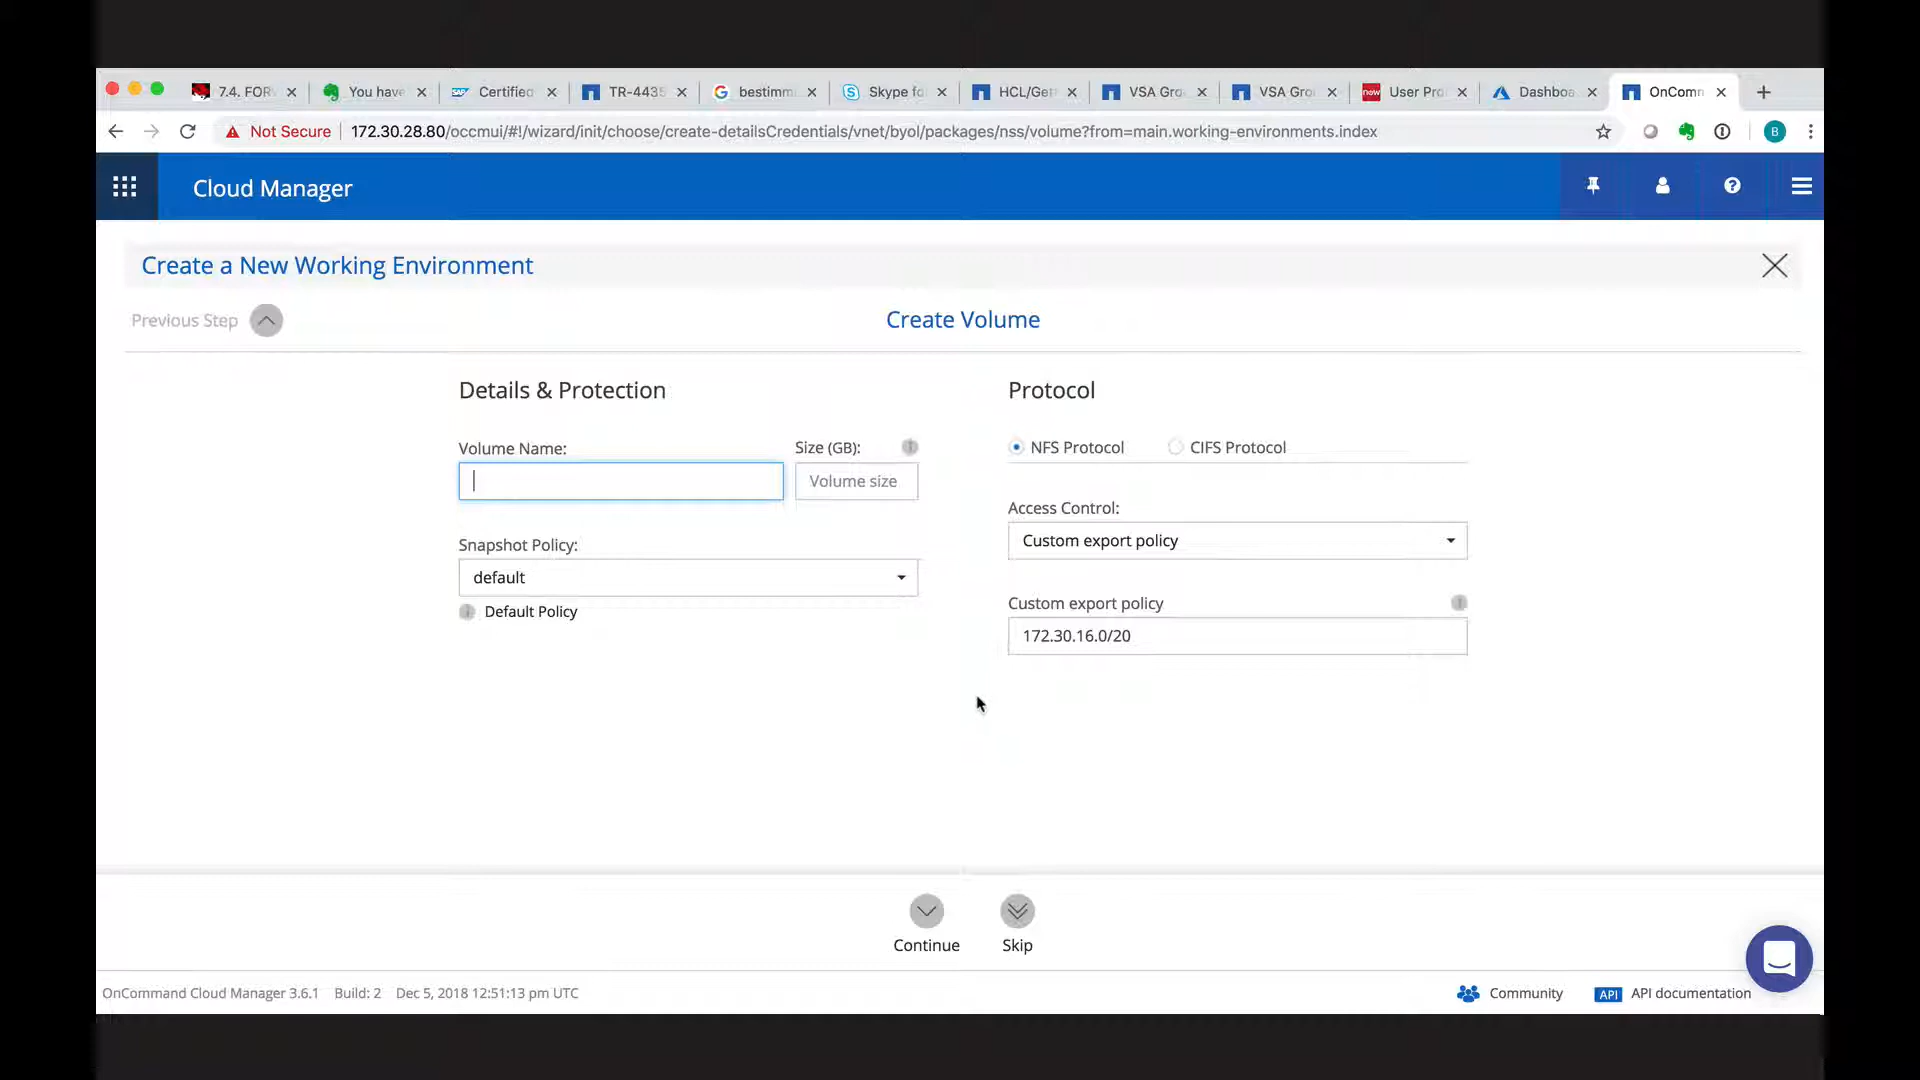 7.4. FOR
You have
Certified
TR-4435
bestimm
Skype fo
HCL/Get
VSA Gro
VSA Gro
now User Pro
Dashboa
OnComm
Not Secure 172.30.28.80/occmui/#!/wizard/init/choose/create-detailsCredentials/vnet/byol/packages/nss/volume?from=main.working-environments.index
B
Cloud Manager
Create a New Working Environment
Previous Step
Create Volume
Details & Protection
Protocol
Volume Name:
Size (GB):
NFS Protocol
CIFS Protocol
Volume size
Access Control:
Custom export policy
Snapshot Policy:
default
Custom export policy
Default Policy
172.30.16.0/20
Continue
Skip
OnCommand Cloud Manager 3.6.1 Build: 2 Dec 5, 2018 12:51:13 pm UTC
Community
API API documentation